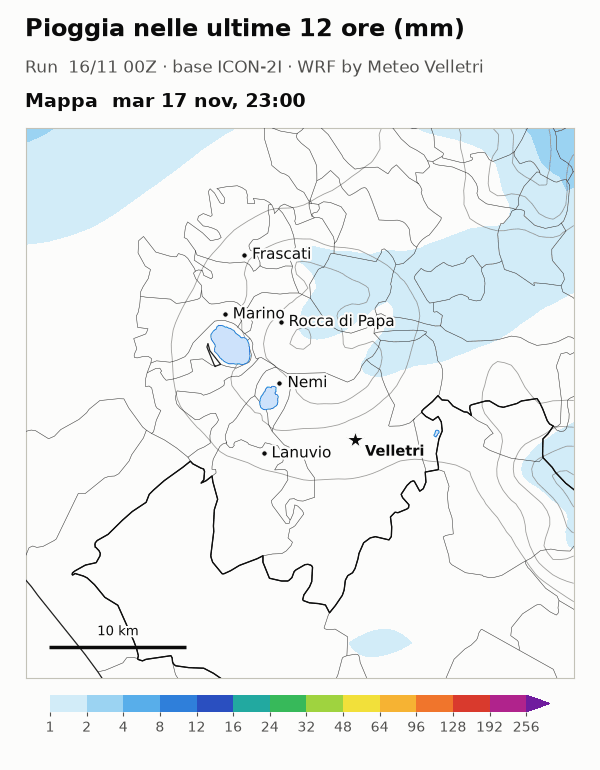 Pioggia nelle ultime 12 ore (mm)
Run  16/11 00Z · base ICON-2I · WRF by Meteo Velletri
Mappa  mar 17 nov, 23:00
Frascati
Marino
Rocca di Papa
Nemi
Velletri
Lanuvio
10 km
1 2 4 8 12 16 24 32 48 64 96 128 192 256